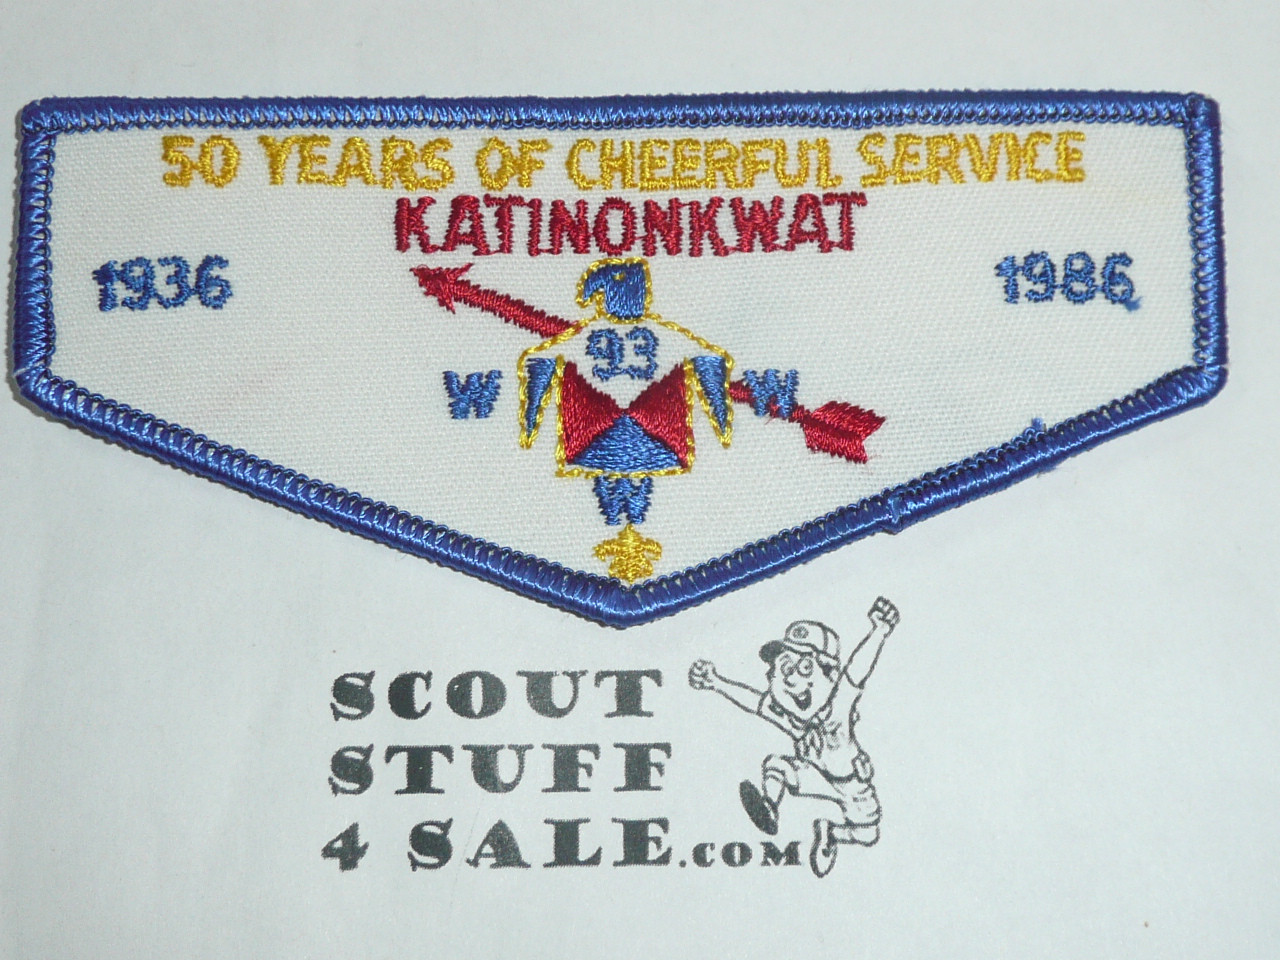 50 YEARS OF CHEERFUL SERVICE
KATINONKWAT
1936 1986
93
W W
W
SCOUT
STUFF
4 SALE.COM